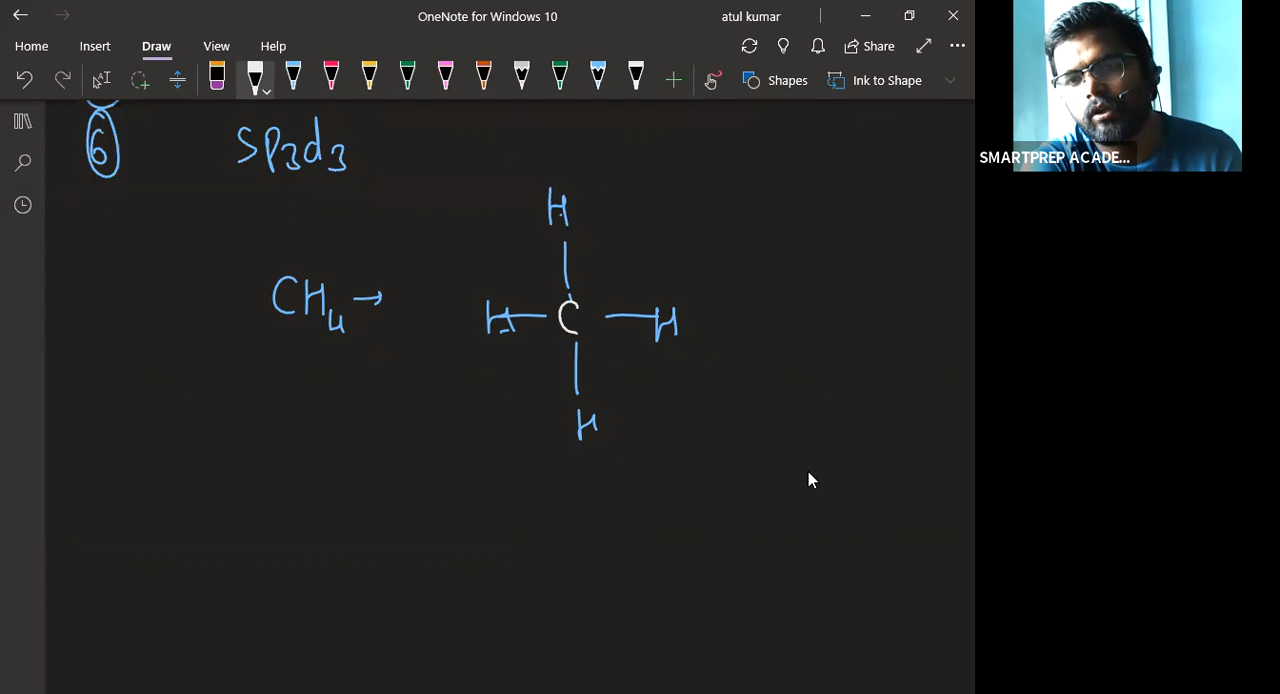 OneNote for Windows 10
atul kumar
Home Insert Draw View Help
Share
Shapes
Ink to Shape
SMARTPREP ACADE...
6 SP3d3
H
CH4 →
H C H
H